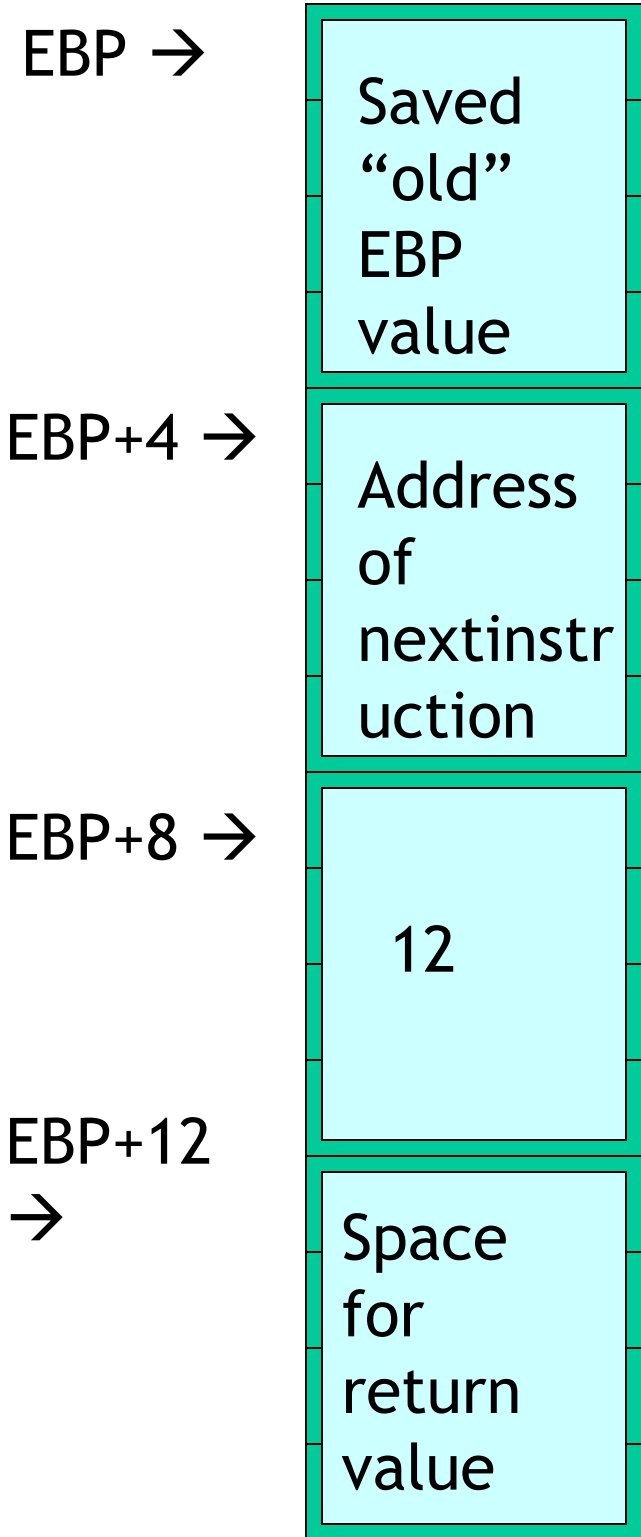 EBP →
Saved
“old”
EBP
value
EBP+4 →
Address
of
nextinstr
uction
EBP+8 →
12
EBP+12
→
Space
for
return
value